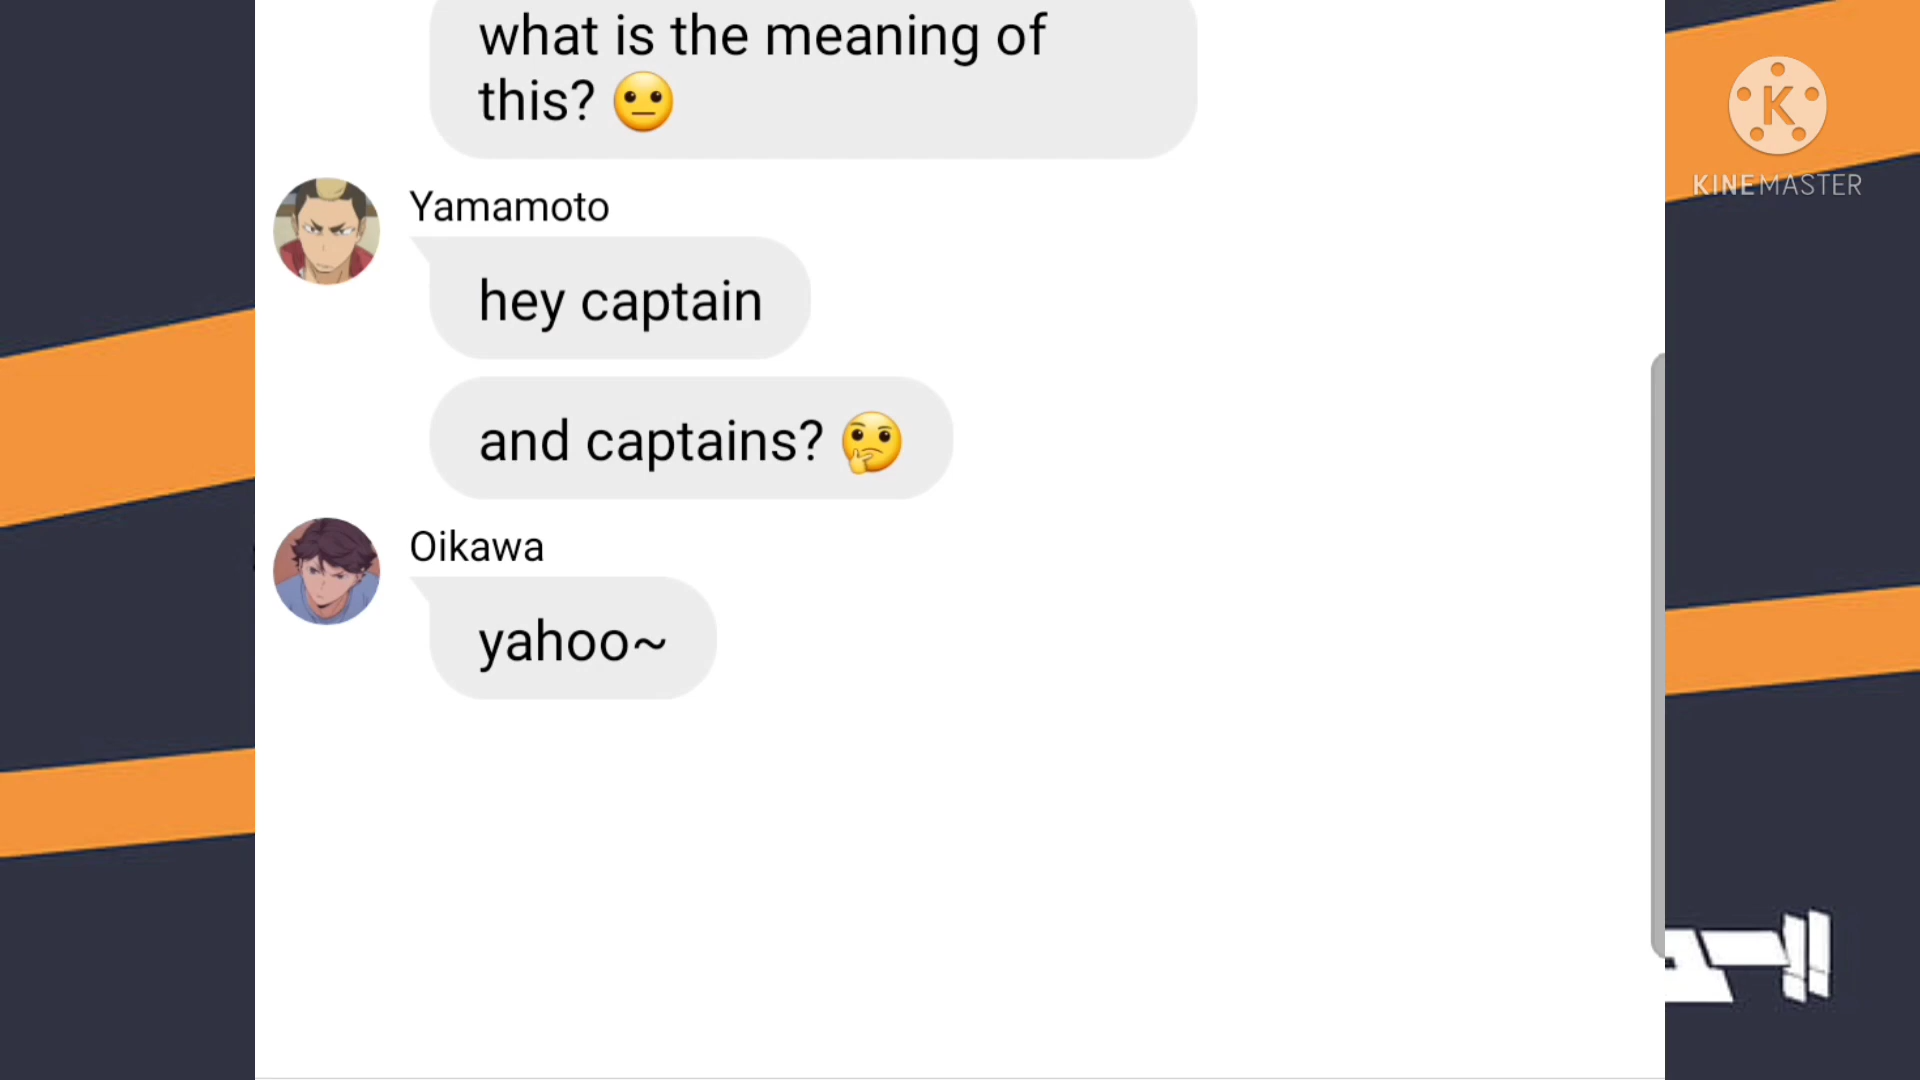 what is the meaning of
this? 😐
K
KINEMASTER
Yamamoto
hey captain
and captains? 🤔
Oikawa
yahoo~